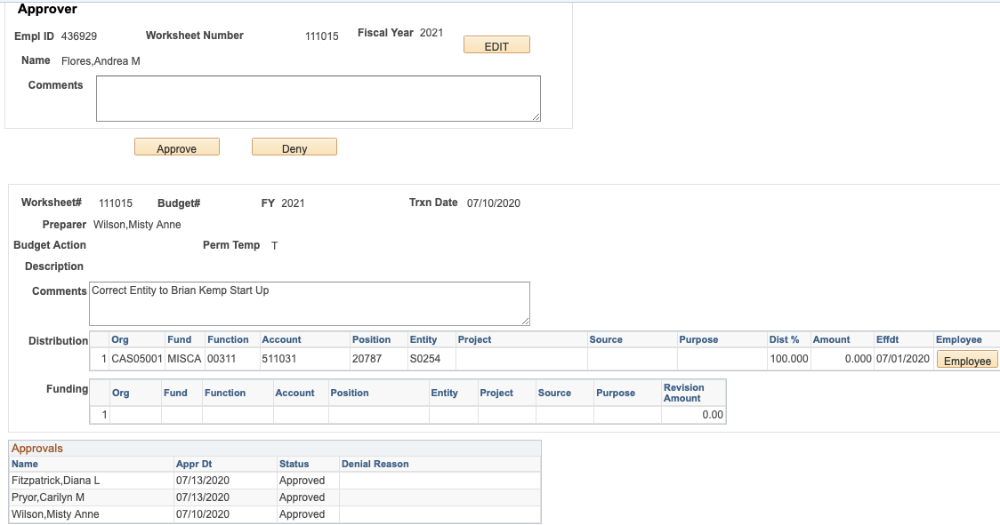 Approver
Empl ID 436929 Worksheet Number 111015 Fiscal Year 2021 EDIT
Name Flores,Andrea M
Comments
Approve Deny
Worksheet# 111015 Budget# FY 2021 Trxn Date 07/10/2020
Preparer Wilson,Misty Anne
Budget Action Perm Temp T
Description
Comments Correct Entity to Brian Kemp Start Up
Distribution Org Fund Function Account Position Entity Project Source Purpose Dist % Amount Effdt Employee
1 CAS05001 MISCA 00311 511031 20787 S0254 100.000 0.000 07/01/2020 Employee
Funding Org Fund Function Account Position Entity Project Source Purpose Revision Amount
1 0.00
Approvals
Name Appr Dt Status Denial Reason
Fitzpatrick,Diana L 07/13/2020 Approved
Pryor,Carilyn M 07/13/2020 Approved
Wilson,Misty Anne 07/10/2020 Approved